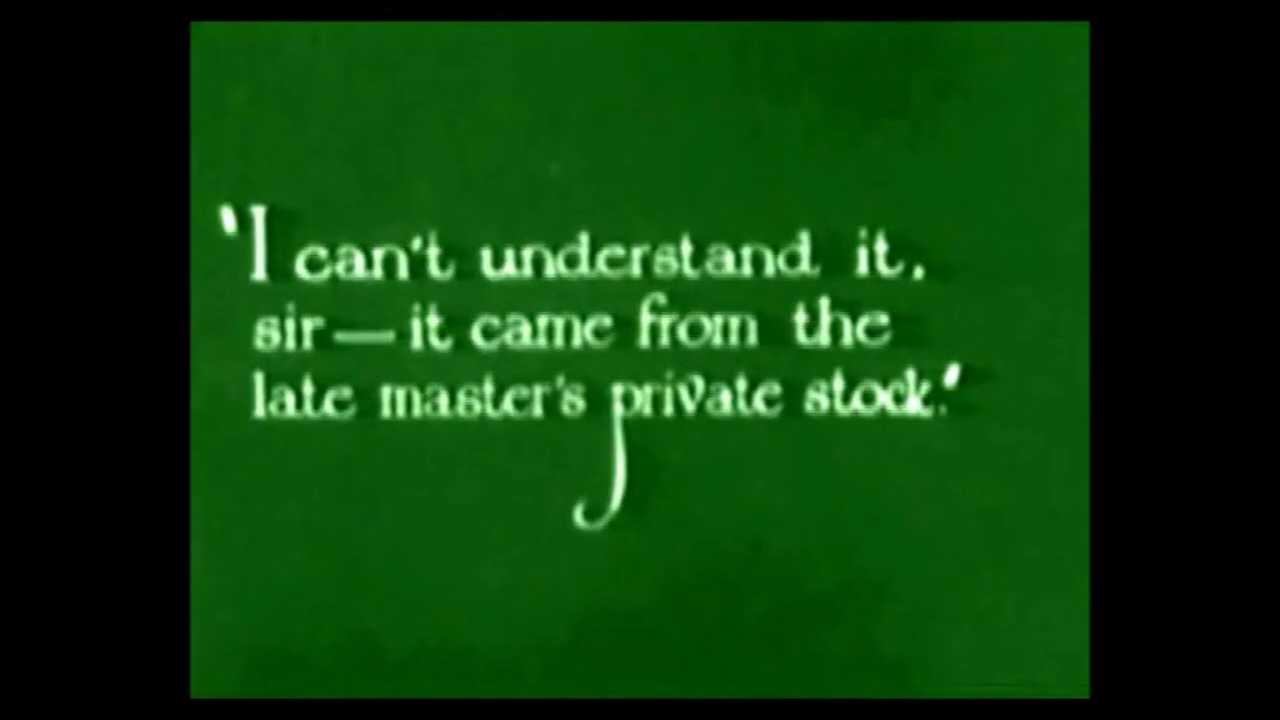 "I can't understand it,
sir—it came from the
late master's private stock."